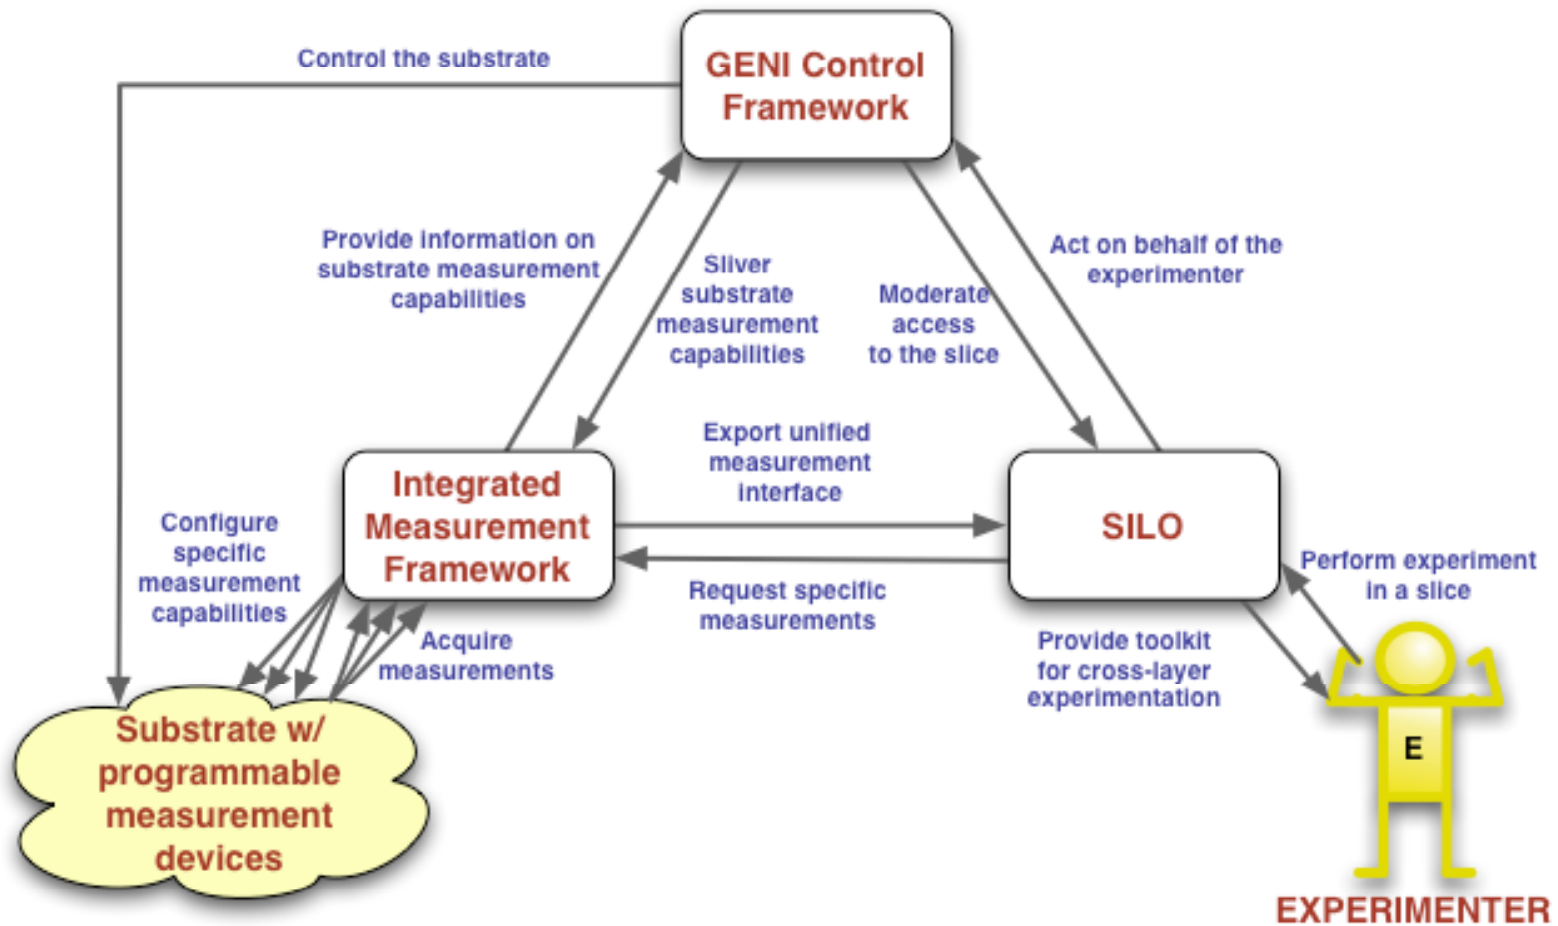 Control the substrate
GENI Control
Framework
Provide information on
substrate measurement
capabilities
Sliver
substrate
measurement
capabilities
Moderate
access
to the slice
Act on behalf of the
experimenter
Export unified
measurement
interface
Integrated
Measurement
Framework
SILO
Configure
specific
measurement
capabilities
Request specific
measurements
Perform experiment
in a slice
Acquire
measurements
Provide toolkit
for cross-layer
experimentation
Substrate w/
programmable
measurement
devices
E
EXPERIMENTER